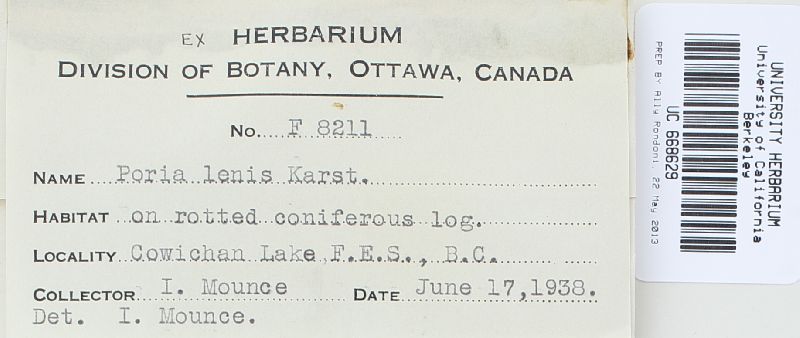 EX HERBARIUM
DIVISION OF BOTANY, OTTAWA, CANADA
No. F 8211
NAME Poria lenis Karst.
HABITAT on rotted coniferous log.
LOCALITY Cowichan Lake, F.E.S., B.C.
COLLECTOR I. Mounce DATE June 17, 1938.
Det. I. Mounce.
UNIVERSITY HERBARIUM
University of California
Berkeley
UC 668629
PREP BY Ally Rondoni 22 May 2013